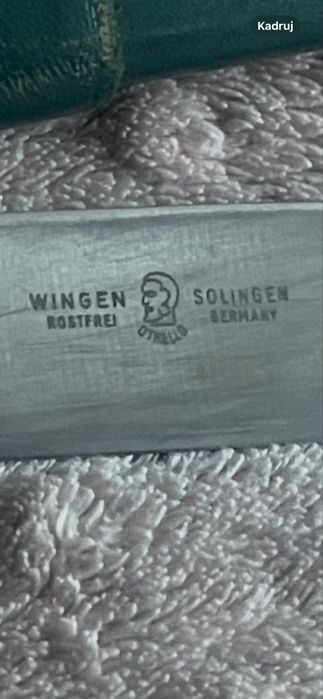 Kadruj
WINGEN SOLINGEN
ROSTFREI GERMANY
OTHELLO